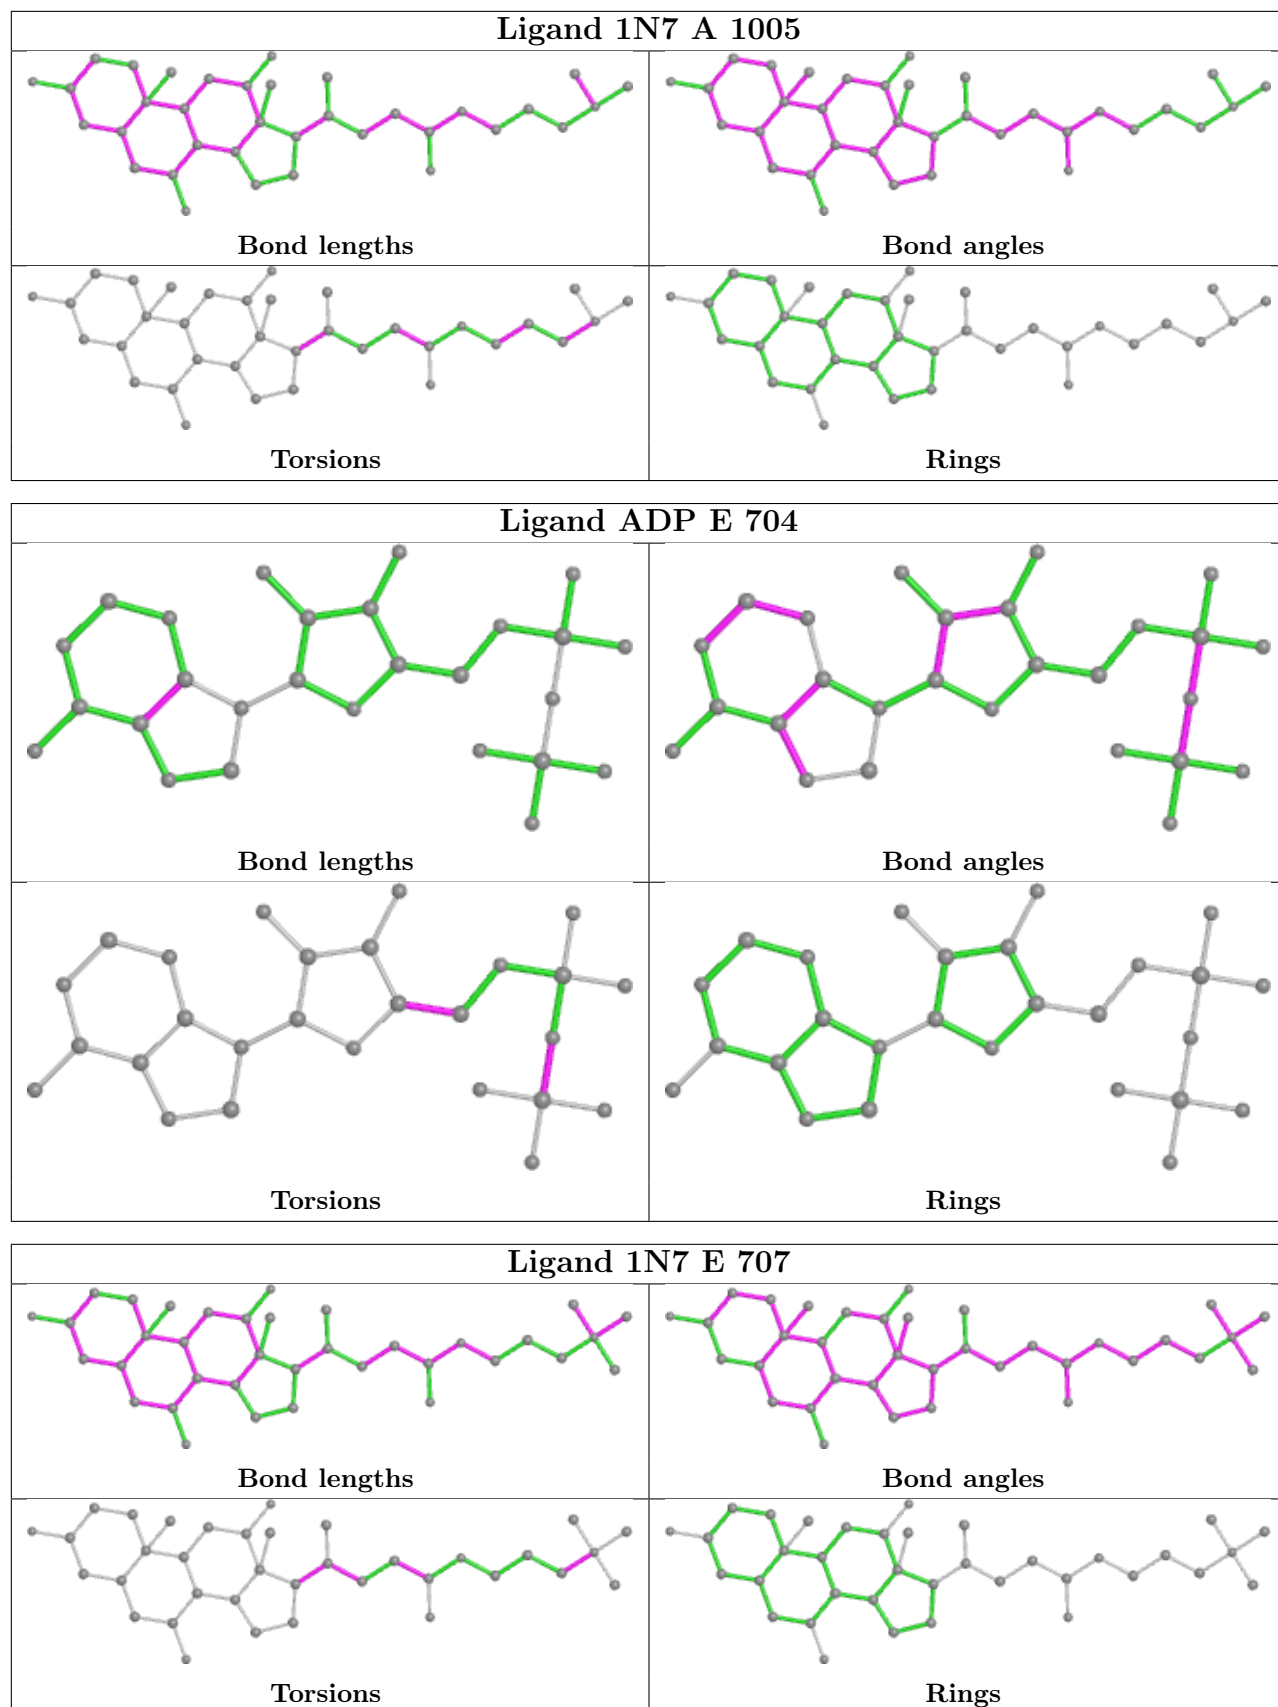 Ligand 1N7 A 1005
Bond lengths
Bond angles
Torsions
Rings
Ligand ADP E 704
Bond lengths
Bond angles
Torsions
Rings
Ligand 1N7 E 707
Bond lengths
Bond angles
Torsions
Rings